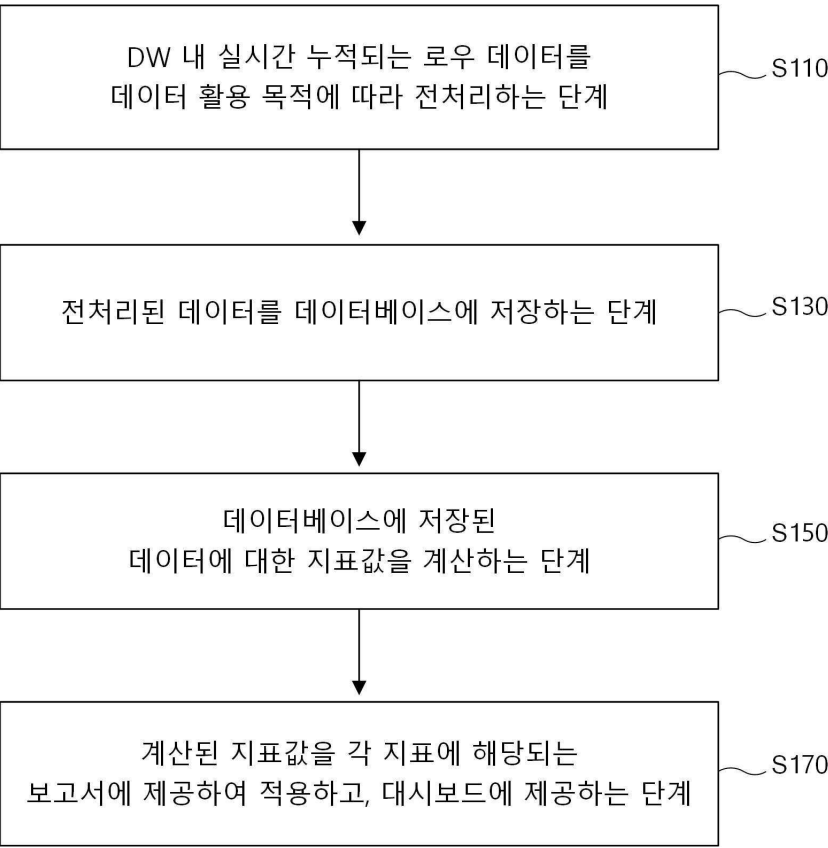 DW 내 실시간 누적되는 로우 데이터를
데이터 활용 목적에 따라 전처리하는 단계
S110
전처리된 데이터를 데이터베이스에 저장하는 단계
S130
데이터베이스에 저장된
데이터에 대한 지표값을 계산하는 단계
S150
계산된 지표값을 각 지표에 해당되는
보고서에 제공하여 적용하고, 대시보드에 제공하는 단계
S170